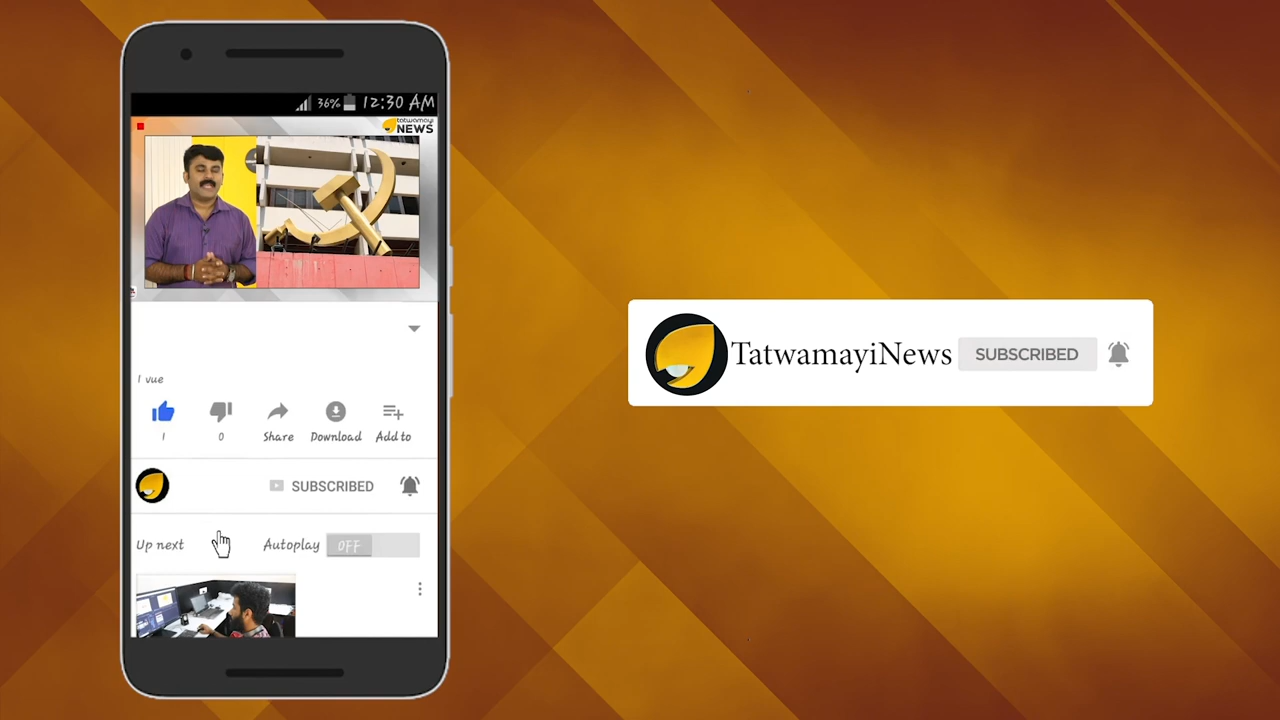 36% 12:30 AM
tatwamayi
NEWS
1 vue
1 0 Share Download Add to
SUBSCRIBED
Up next Autoplay OFF
TatwamayiNews SUBSCRIBED